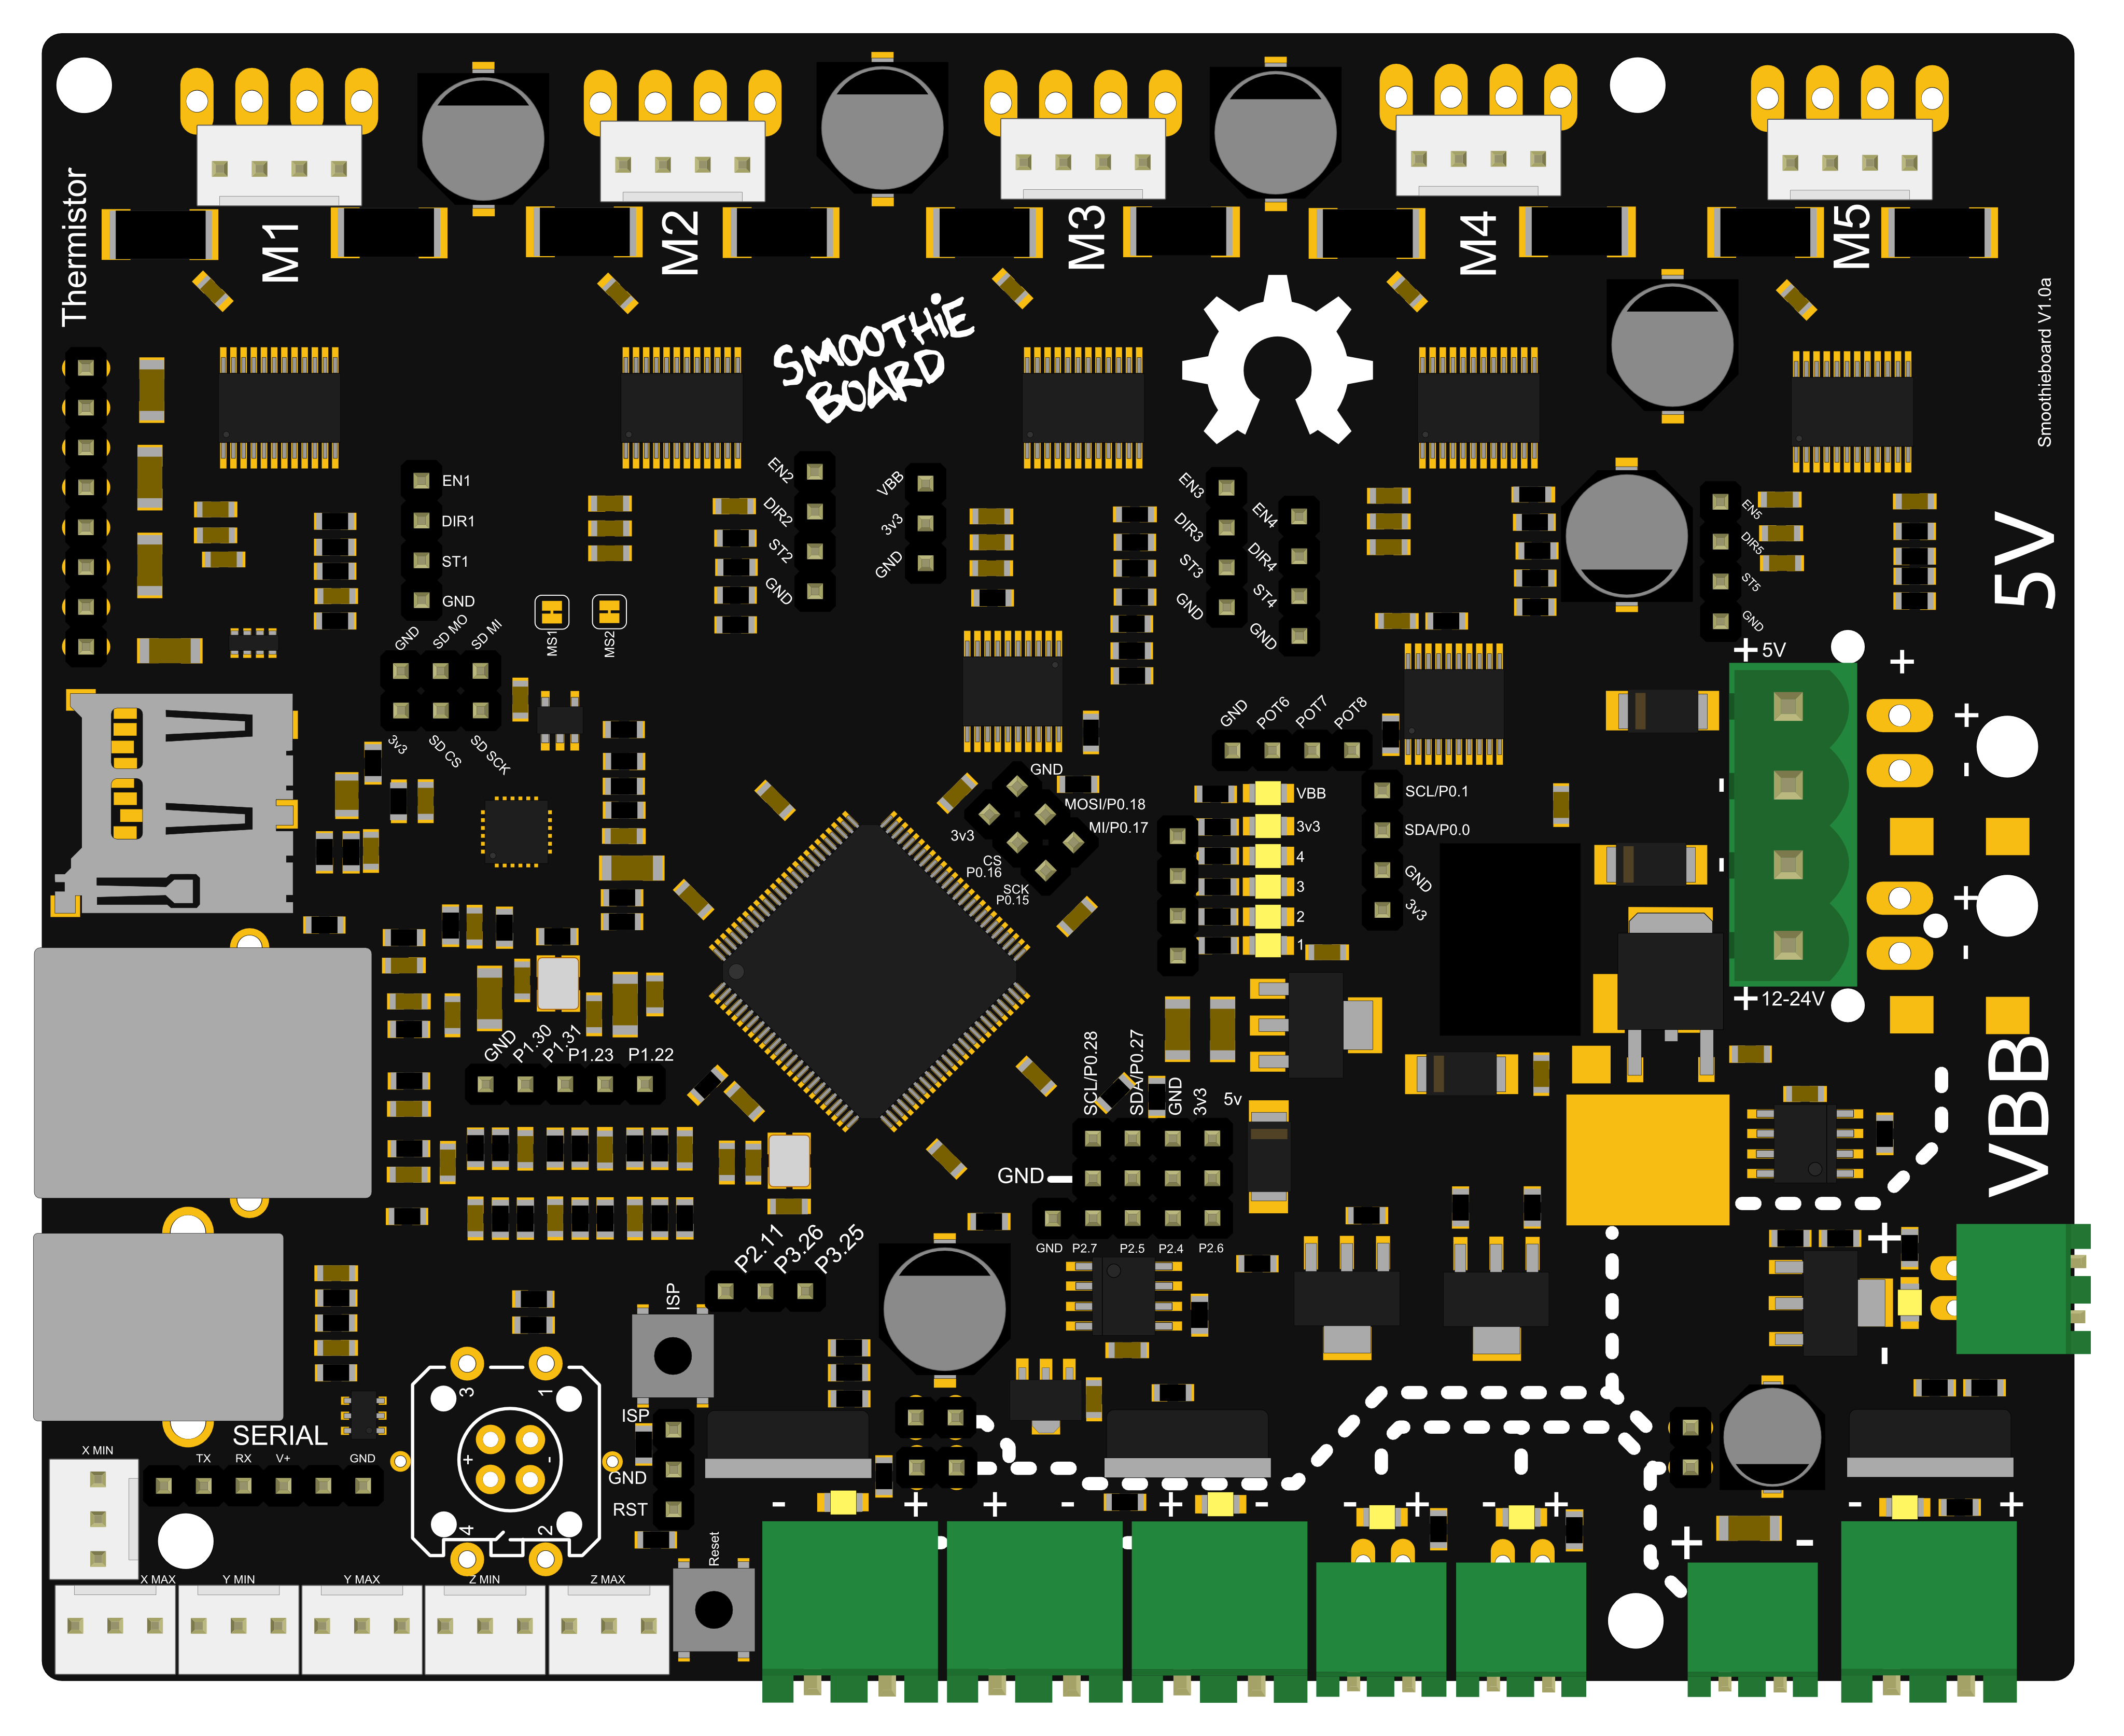 Thermistor
M1
M2
M3
M4
M5
SMOOTHiE
BOARD
Smoothieboard V1.0a
EN1
DIR1
ST1
GND
EN2
DIR2
ST2
GND
VBB
3v3
GND
EN3
DIR3
ST3
GND
EN4
DIR4
ST4
GND
EN5
DIR5
ST5
GND
5V
MS1
MS2
GND
SD MO
SD MI
3v3
SD CS
SD SCK
+ 5V
+
+
-
-
-
+
-
+ 12-24V
VBB
GND
POT6
POT7
POT8
GND
MOSI/P0.18
MI/P0.17
3v3
CS
P0.16
SCK
P0.15
VBB
3v3
4
3
2
1
SCL/P0.1
SDA/P0.0
GND
3v3
GND
P1.30
P1.31
P1.23
P1.22
SCL/P0.28
SDA/P0.27
GND
3v3
5v
GND
GND
P2.7
P2.5
P2.4
P2.6
P2.11
P3.26
P3.25
ISP
+
-
3
1
+
-
4
2
ISP
GND
RST
SERIAL
TX
RX
V+
GND
X MIN
Reset
X MAX
Y MIN
Y MAX
Z MIN
Z MAX
- +
+ -
+ -
- +
- +
+ -
- +